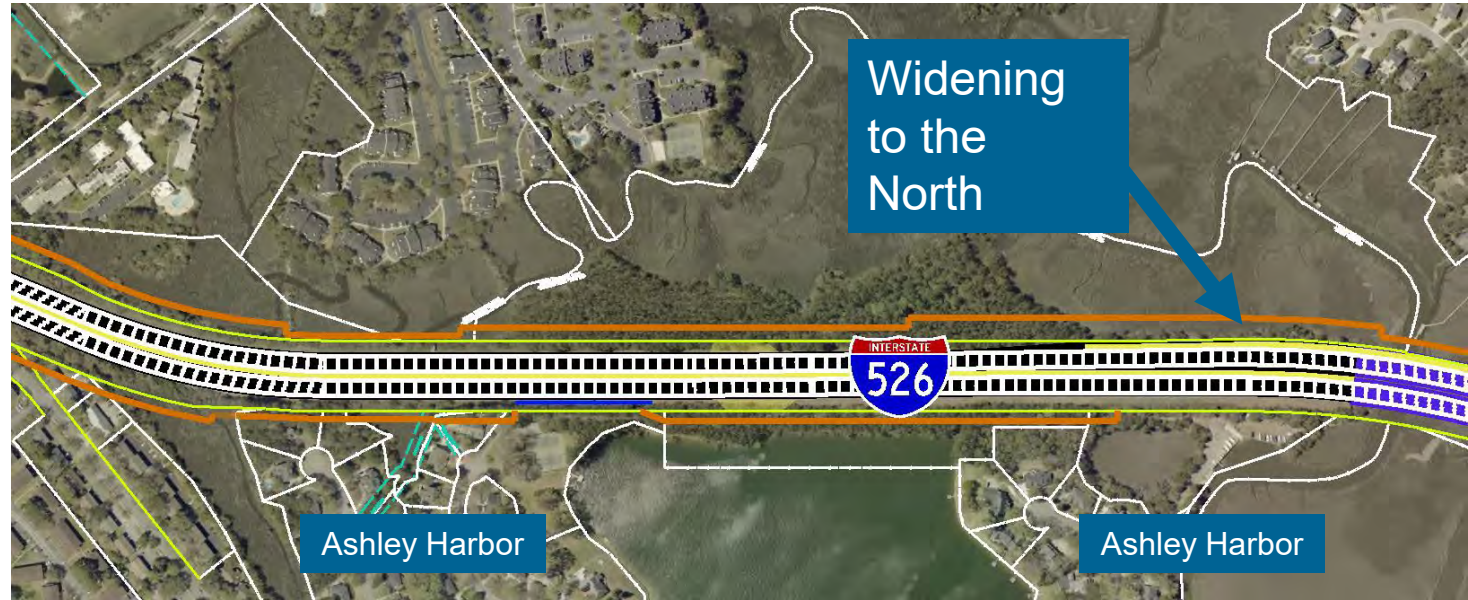 Widening
to the
North
INTERSTATE
526
Ashley Harbor
Ashley Harbor